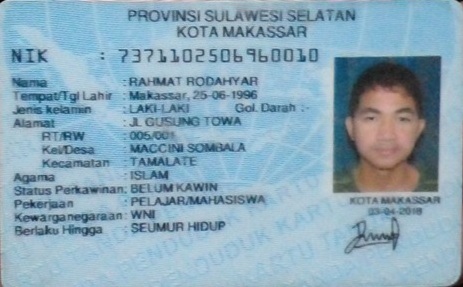 PROVINSI SULAWESI SELATAN
KOTA MAKASSAR
NIK : 7371102506960010
Nama : RAHMAT RODAHYAR
Tempat/Tgl Lahir : Makassar, 25-06-1996
Jenis kelamin : LAKI-LAKI Gol. Darah :-
Alamat : JL GUSUNG TOWA
RT/RW : 005/001
Kel/Desa : MACCINI SOMBALA
Kecamatan : TAMALATE
Agama : ISLAM
Status Perkawinan: BELUM KAWIN
Pekerjaan : PELAJAR/MAHASISWA
Kewarganegaraan: WNI
Berlaku Hingga : SEUMUR HIDUP
KOTA MAKASSAR
03-04-2018